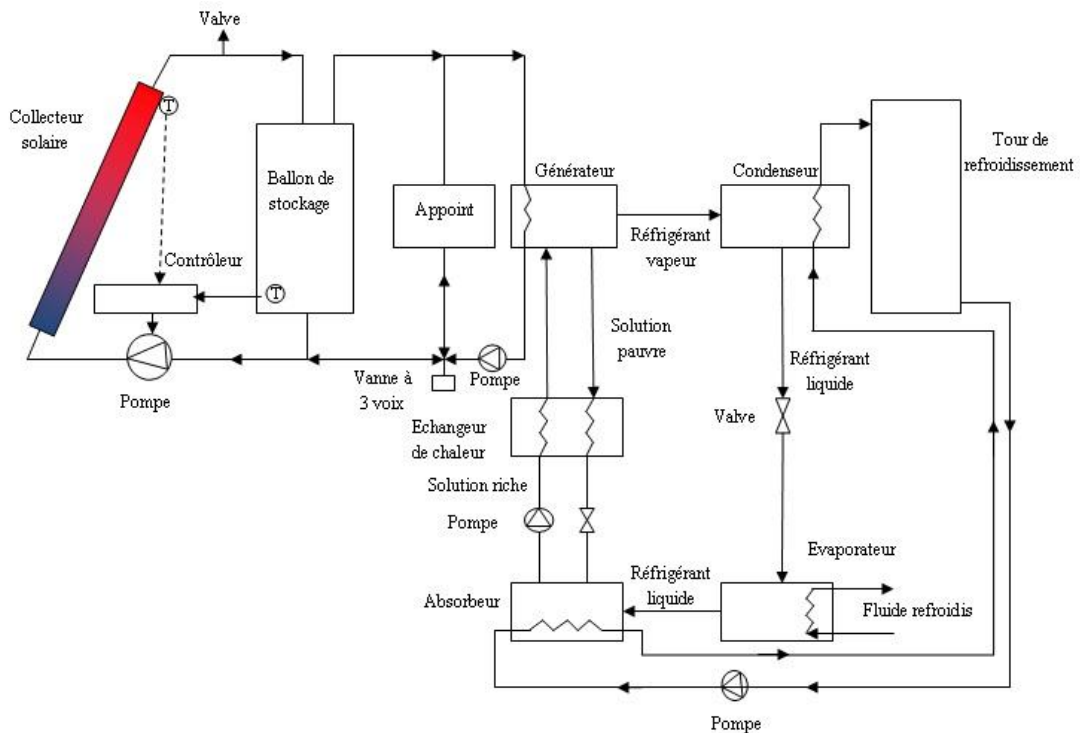 Valve
Collecteur
solaire
T
Ballon de
stockage
Appoint
Générateur
Condenseur
Tour de
refroidissement
Réfrigérant
vapeur
Contrôleur
T
Solution
pauvre
Réfrigérant
liquide
Pompe
Vanne à
3 voix
Pompe
Valve
Echangeur
de chaleur
Solution riche
Pompe
Evaporateur
Réfrigérant
liquide
Absorbeur
Fluide refroidis
Pompe